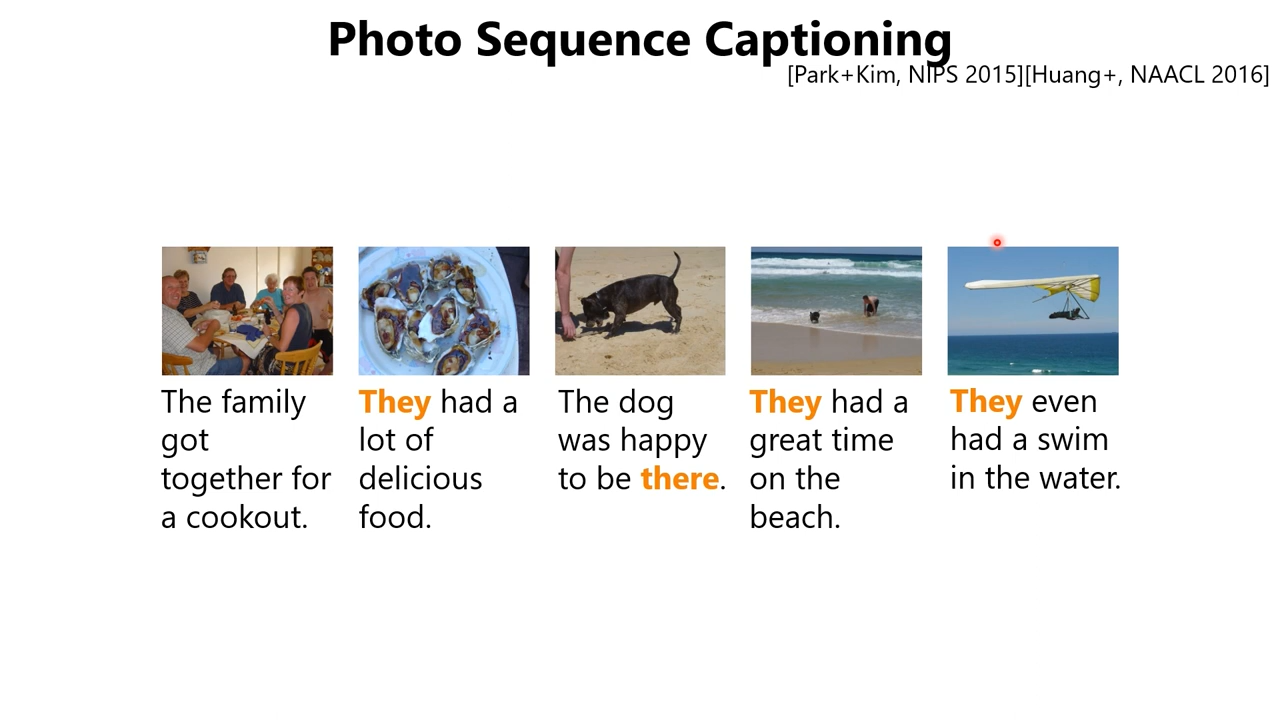 Photo Sequence Captioning
[Park+Kim, NIPS 2015][Huang+, NAACL 2016]
The family
got
together for
a cookout.
They had a
lot of
delicious
food.
The dog
was happy
to be there.
They had a
great time
on the
beach.
They even
had a swim
in the water.